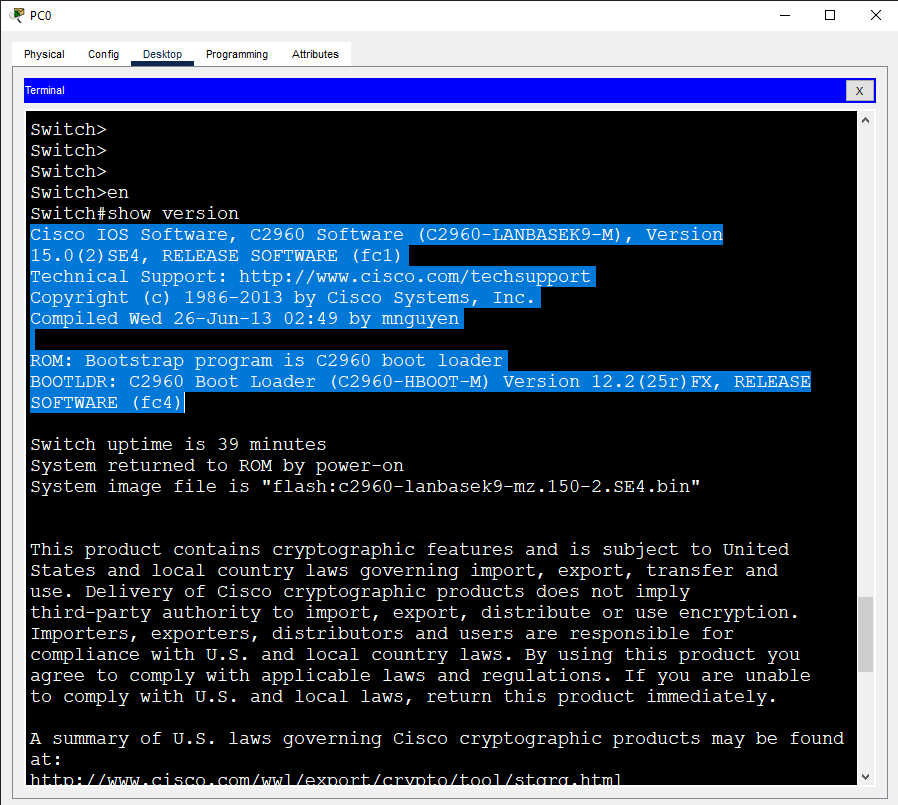 PC0
Physical Config Desktop Programming Attributes
Terminal X
Switch>
Switch>
Switch>
Switch>en
Switch#show version
Cisco IOS Software, C2960 Software (C2960-LANBASEK9-M), Version
15.0(2)SE4, RELEASE SOFTWARE (fc1)
Technical Support: http://www.cisco.com/techsupport
Copyright (c) 1986-2013 by Cisco Systems, Inc.
Compiled Wed 26-Jun-13 02:49 by mnguyen
ROM: Bootstrap program is C2960 boot loader
BOOTLDR: C2960 Boot Loader (C2960-HBOOT-M) Version 12.2(25r)FX, RELEASE
SOFTWARE (fc4)
Switch uptime is 39 minutes
System returned to ROM by power-on
System image file is "flash:c2960-lanbasek9-mz.150-2.SE4.bin"
This product contains cryptographic features and is subject to United
States and local country laws governing import, export, transfer and
use. Delivery of Cisco cryptographic products does not imply
third-party authority to import, export, distribute or use encryption.
Importers, exporters, distributors and users are responsible for
compliance with U.S. and local country laws. By using this product you
agree to comply with applicable laws and regulations. If you are unable
to comply with U.S. and local laws, return this product immediately.
A summary of U.S. laws governing Cisco cryptographic products may be found
at:
http://www.cisco.com/wwl/export/crypto/tool/stqrg.html